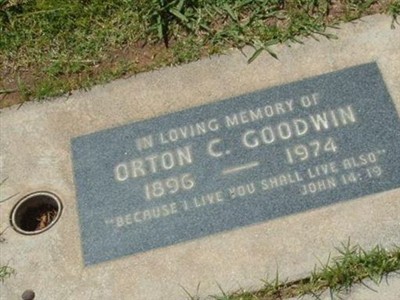 IN LOVING MEMORY OF
ORTON C. GOODWIN
1896 — 1974
"BECAUSE I LIVE YOU SHALL LIVE ALSO"
JOHN 14:19